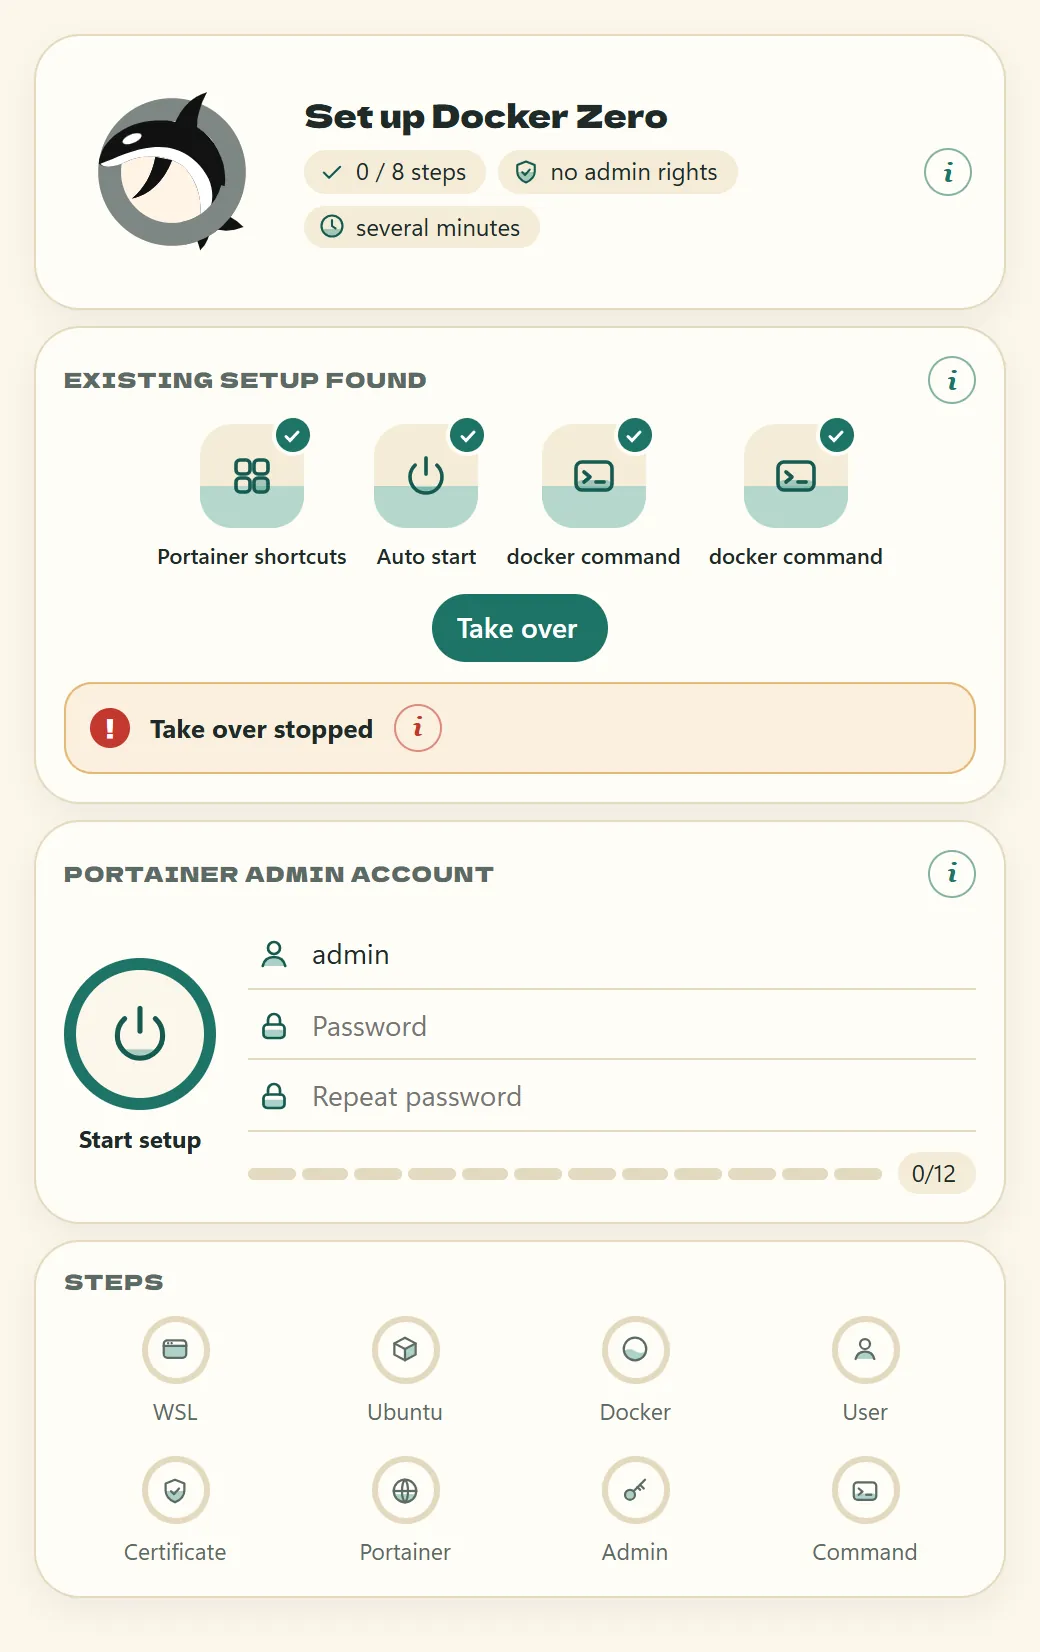 Set up Docker Zero
0 / 8 steps
no admin rights
several minutes
i
EXISTING SETUP FOUND
i
Portainer shortcuts
Auto start
docker command
docker command
Take over
! Take over stopped i
PORTAINER ADMIN ACCOUNT
i
admin
Password
Repeat password
Start setup
0/12
STEPS
WSL
Ubuntu
Docker
User
Certificate
Portainer
Admin
Command